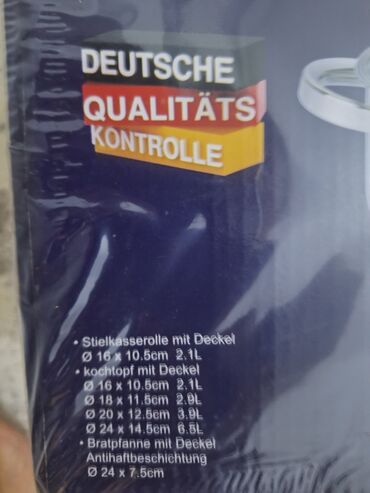 DEUTSCHE
QUALITÄTS
KONTROLLE
• Stielkasserolle mit Deckel
Ø 16 x 10.5cm 2.1L
• kochtopf mit Deckel
Ø 16 x 10.5cm 2.1L
Ø 18 x 11.5cm 2.9L
Ø 20 x 12.5cm 3.9L
Ø 24 x 14.5cm 6.5L
• Bratpfanne mit Deckel
Antihaftbeschichtung
Ø 24 x 7.5cm